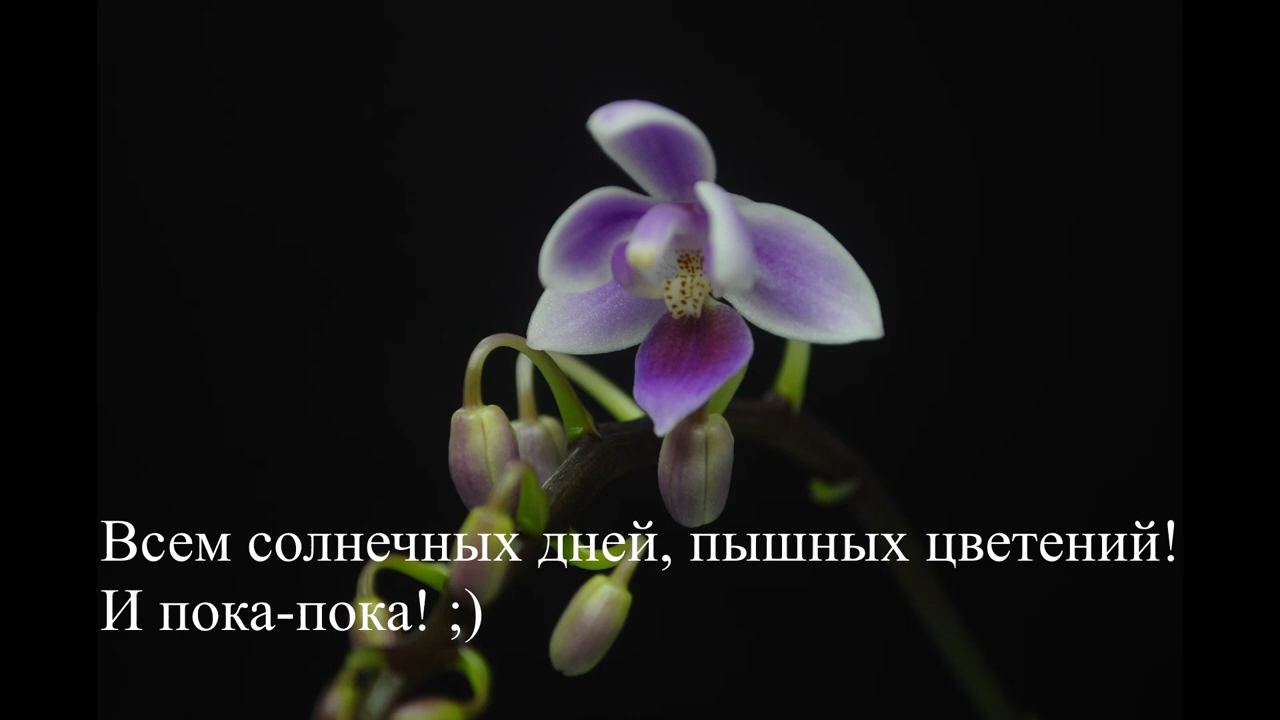 Всем солнечных дней, пышных цветений!
И пока-пока! ;)